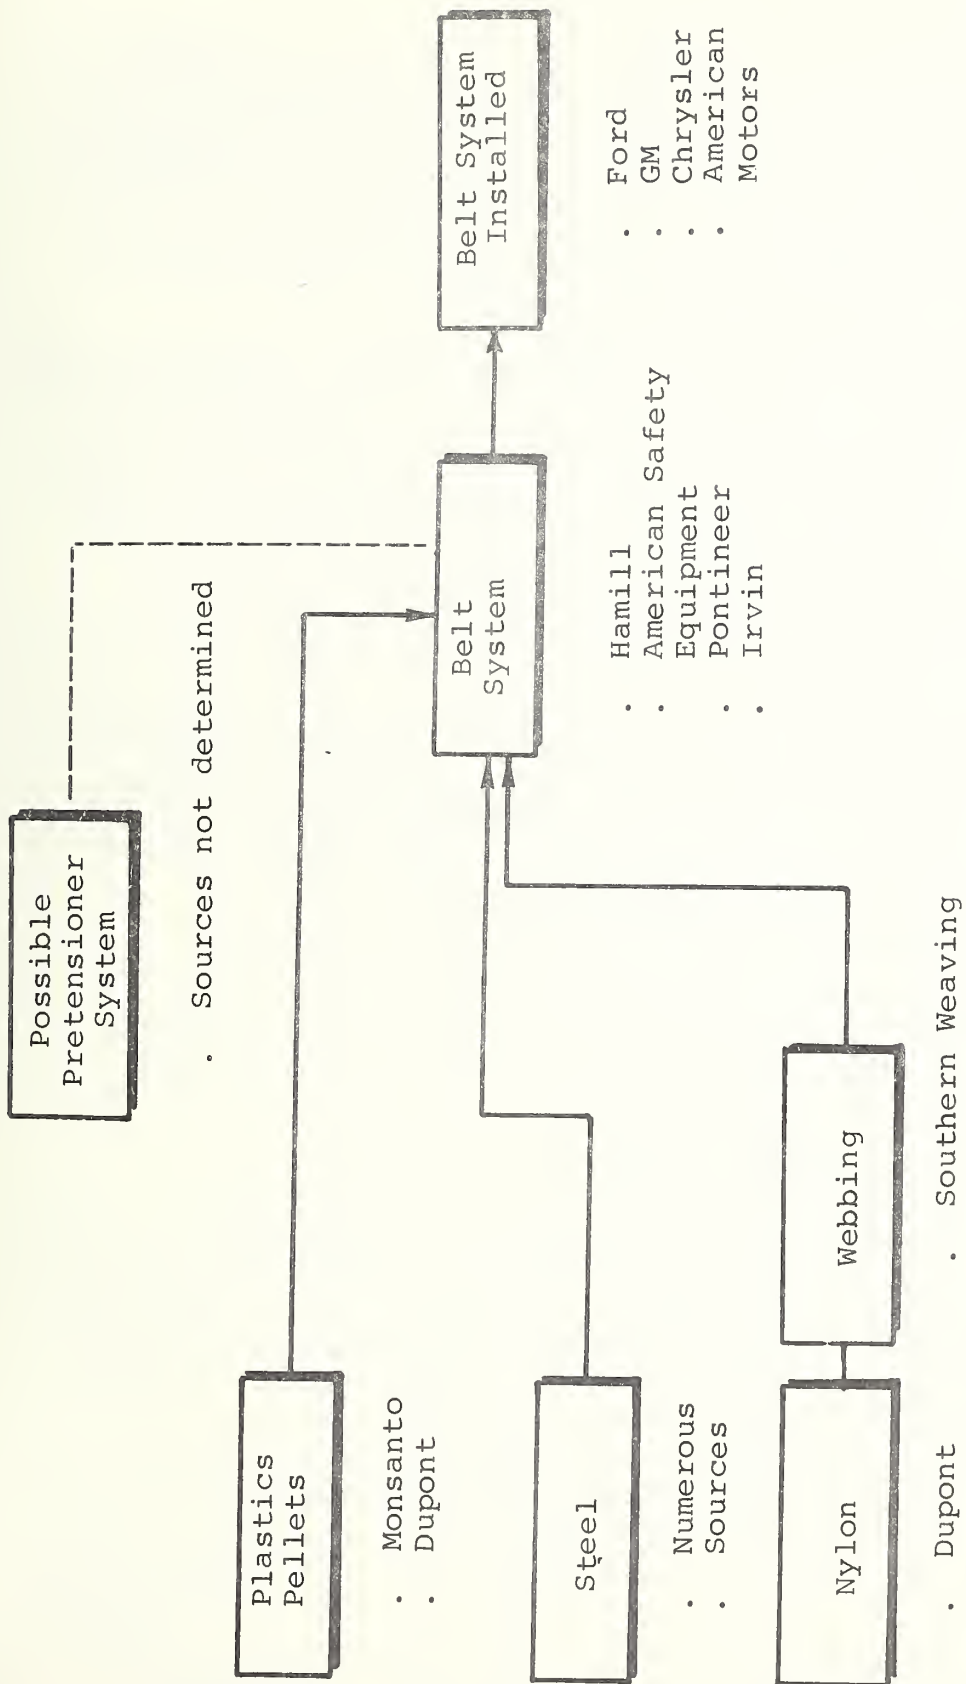 Possible
Pretensioner
System
· Sources not determined
Plastics
Pellets
· Monsanto
· Dupont
Steel
· Numerous
· Sources
Nylon
· Dupont
Webbing
· Southern Weaving
Belt
System
· Hamill
· American Safety
Equipment
· Pontineer
· Irvin
Belt System
Installed
· Ford
· GM
· Chrysler
· American
Motors